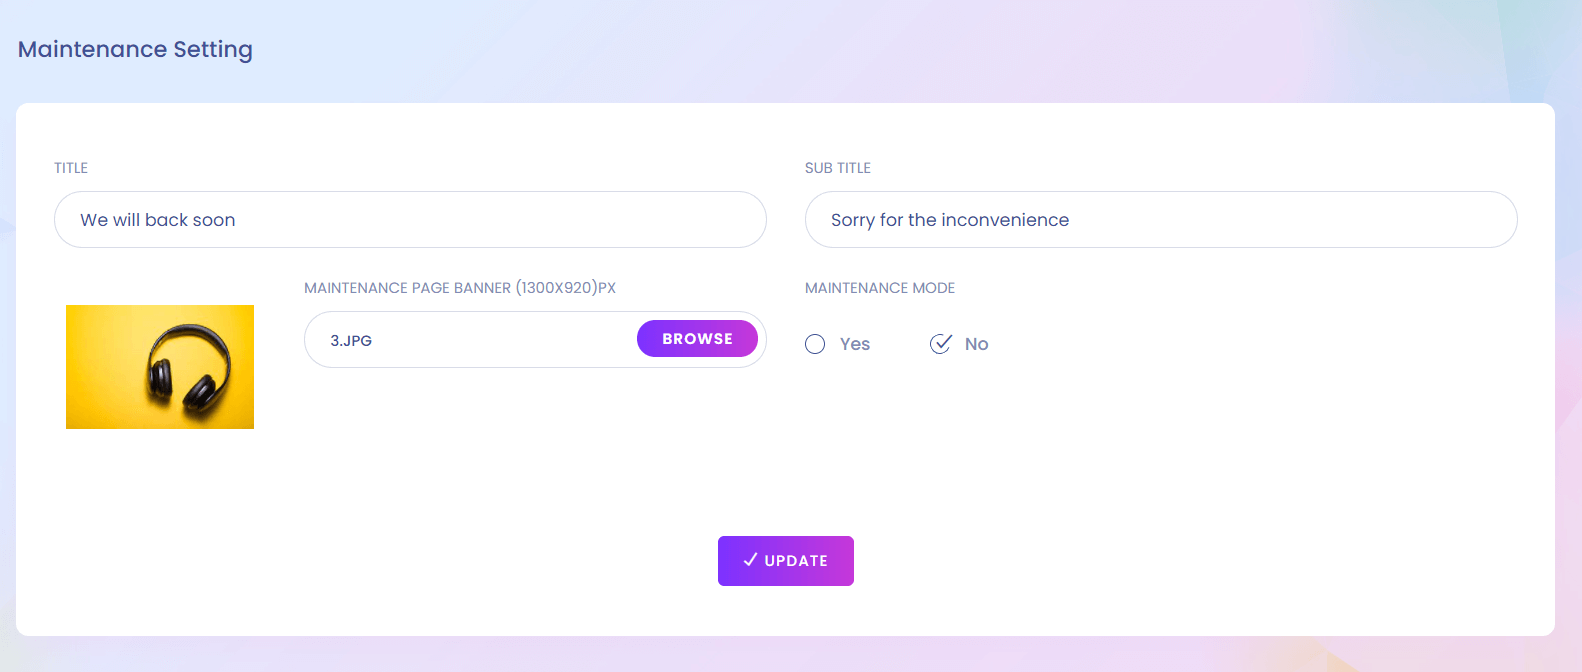 Maintenance Setting
TITLE
We will back soon
SUB TITLE
Sorry for the inconvenience
MAINTENANCE PAGE BANNER (1300X920)PX
3.JPG
BROWSE
MAINTENANCE MODE
Yes
No
UPDATE